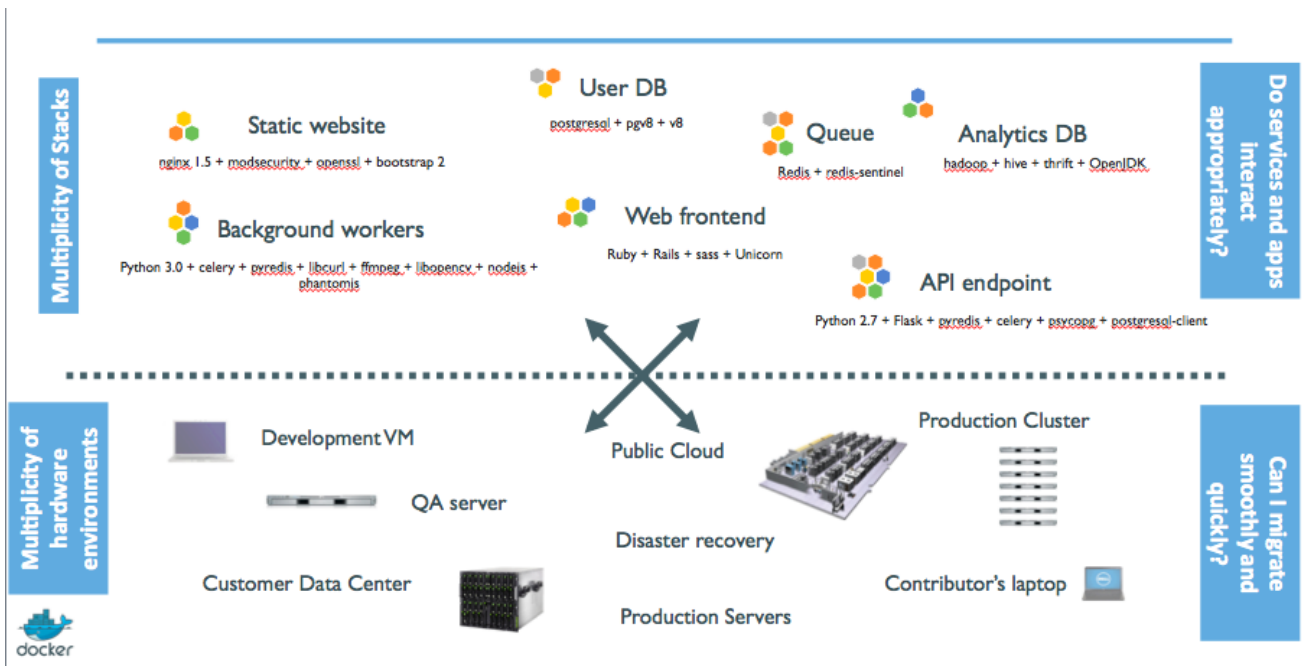 Multiplicity of Stacks
Static website
nginx 1.5 + modsecurity + openssl + bootstrap 2
User DB
postgresql + pgv8 + v8
Queue
Redis + redis-sentinel
Analytics DB
hadoop + hive + thrift + OpenJDK
Background workers
Python 3.0 + celery + pyredis + libcurl + ffmpeg + libopencv + nodejs +
phantomjs
Web frontend
Ruby + Rails + sass + Unicorn
API endpoint
Python 2.7 + Flask + pyredis + celery + psycopg + postgresql-client
Do services and apps
interact
appropriately?
Multiplicity of
hardware
environments
Development VM
QA server
Customer Data Center
Public Cloud
Disaster recovery
Production Servers
Production Cluster
Contributor's laptop
DELL
Can I migrate
smoothly and
quickly?
docker